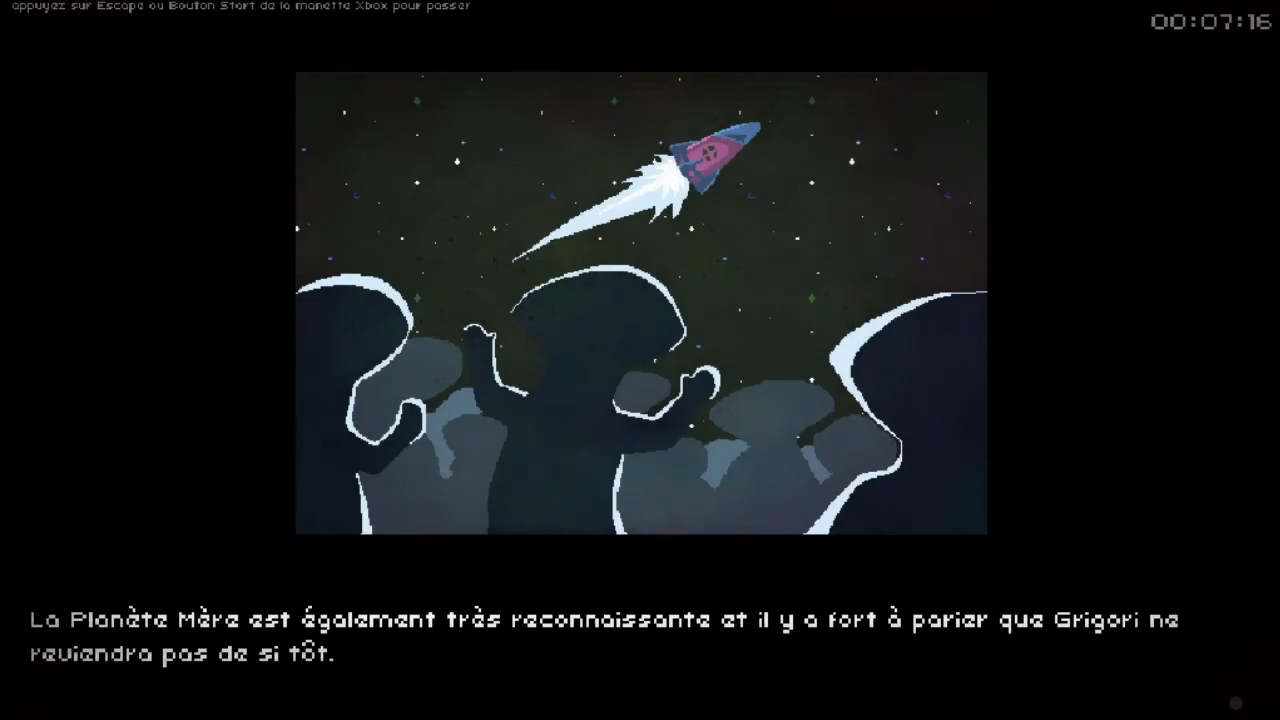 appuyez sur Escape ou Bouton Start de la manette Xbox pour passer
00:07:16
La Planète Mère est également très reconnaissante et il y a fort à parier que Grigori ne
reviendra pas de si tôt.